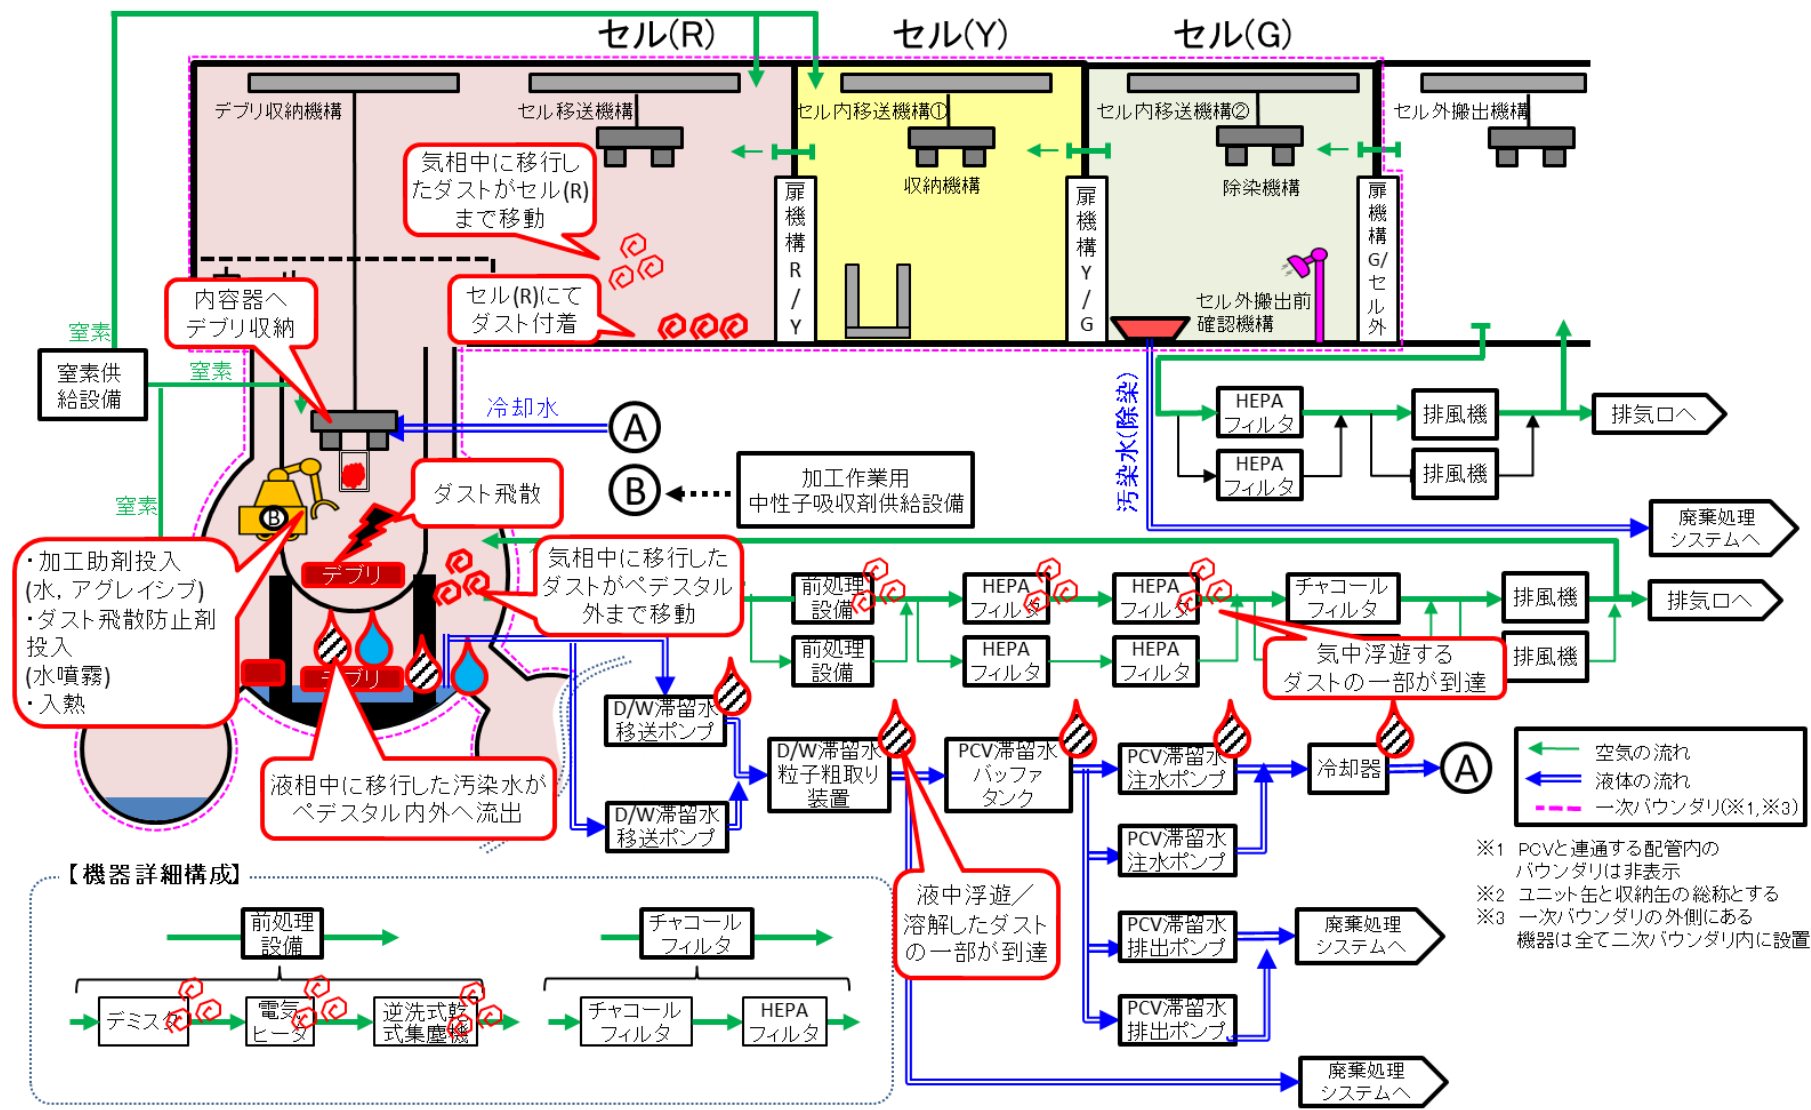 セル(R)
セル(Y)
セル(G)
デブリ収納機構
セル移送機構
セル内移送機構①
セル内移送機構②
セル外搬出機構
気相中に移行し
たダストがセル(R)
まで移動
収納機構
除染機構
扉機構R/Y
扉機構Y/G
扉機構G/セル外
内容器へ
デブリ収納
セル(R)にて
ダスト付着
セル外搬出前
確認機構
窒素
窒素供
給設備
窒素
窒素
冷却水
A
B
加工作業用
中性子吸収剤供給設備
汚染水(除染)
HEPA
フィルタ
HEPA
フィルタ
排風機
排風機
排気口へ
廃棄処理
システムへ
ダスト飛散
B
デブリ
デブリ
・加工助剤投入
(水，アグレイシブ)
・ダスト飛散防止剤
投入
(水噴霧)
・入熱
気相中に移行した
ダストがペデスタル
外まで移動
前処理
設備
HEPA
フィルタ
HEPA
フィルタ
チャコール
フィルタ
排風機
排気口へ
前処理
設備
HEPA
フィルタ
HEPA
フィルタ
排風機
気中浮遊する
ダストの一部が到達
液相中に移行した汚染水が
ペデスタル内外へ流出
D/W滞留水
移送ポンプ
D/W滞留水
移送ポンプ
D/W滞留水
粒子粗取り
装置
PCV滞留水
バッファ
タンク
PCV滞留水
注水ポンプ
PCV滞留水
注水ポンプ
PCV滞留水
排出ポンプ
PCV滞留水
排出ポンプ
冷却器
A
廃棄処理
システムへ
廃棄処理
システムへ
液中浮遊／
溶解したダスト
の一部が到達
空気の流れ
液体の流れ
一次バウンダリ(※1,※3)
※1 PCVと連通する配管内の
バウンダリは非表示
※2 ユニット缶と収納缶の総称とする
※3 一次バウンダリの外側にある
機器は全て二次バウンダリ内に設置
【機器詳細構成】
前処理
設備
デミスタ
電気
ヒータ
逆洗式乾
式集塵機
チャコール
フィルタ
チャコール
フィルタ
HEPA
フィルタ